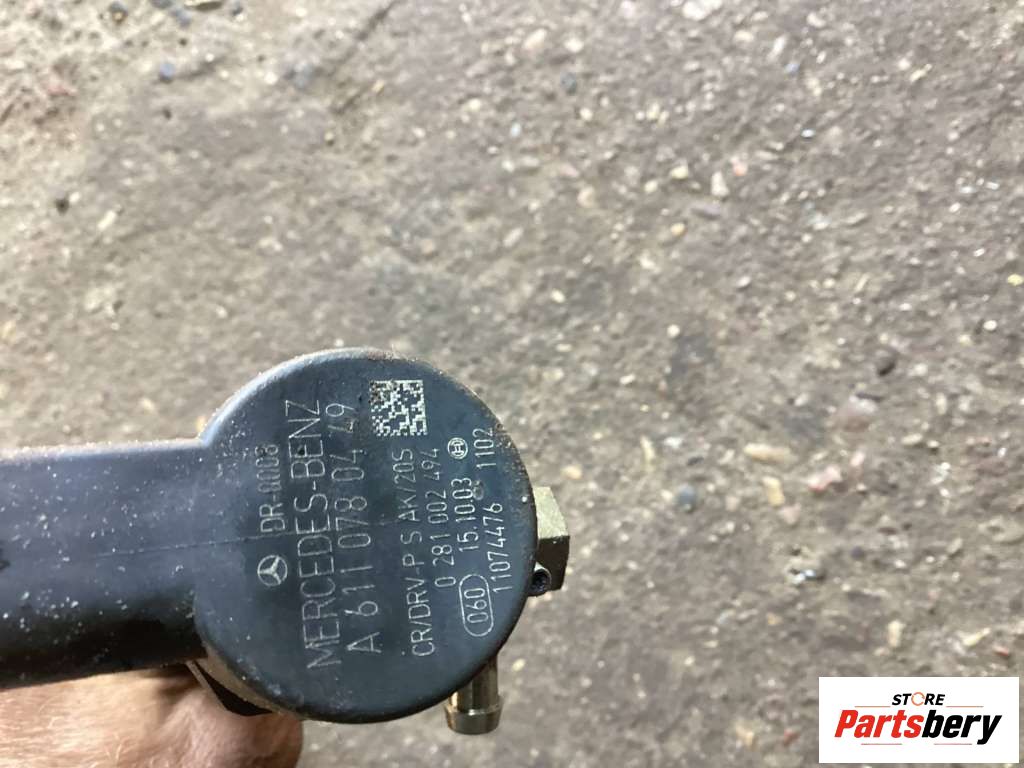 DR-A108
MERCEDES-BENZ
A 611 078 04 49
CR/DRV-P S AK/20S
0 281 002 494
060 15.10.03
11074476 1102
STORE
Partsbery